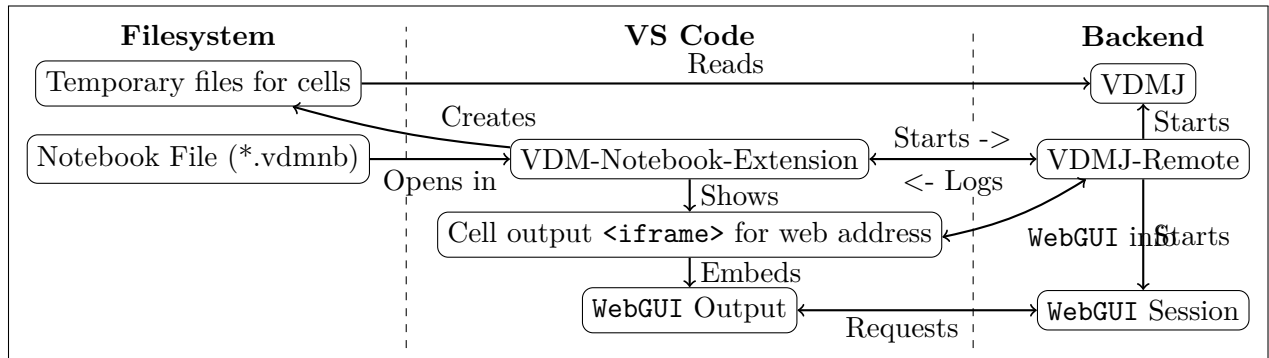 Filesystem
VS Code
Backend
Temporary files for cells
Reads
VDMJ
Creates
Starts ->
Starts
Notebook File (*.vdmnb)
Opens in
VDM-Notebook-Extension
<- Logs
VDMJ-Remote
Shows
Cell output <iframe> for web address
WebGUI info
Starts
Embeds
WebGUI Output
Requests
WebGUI Session